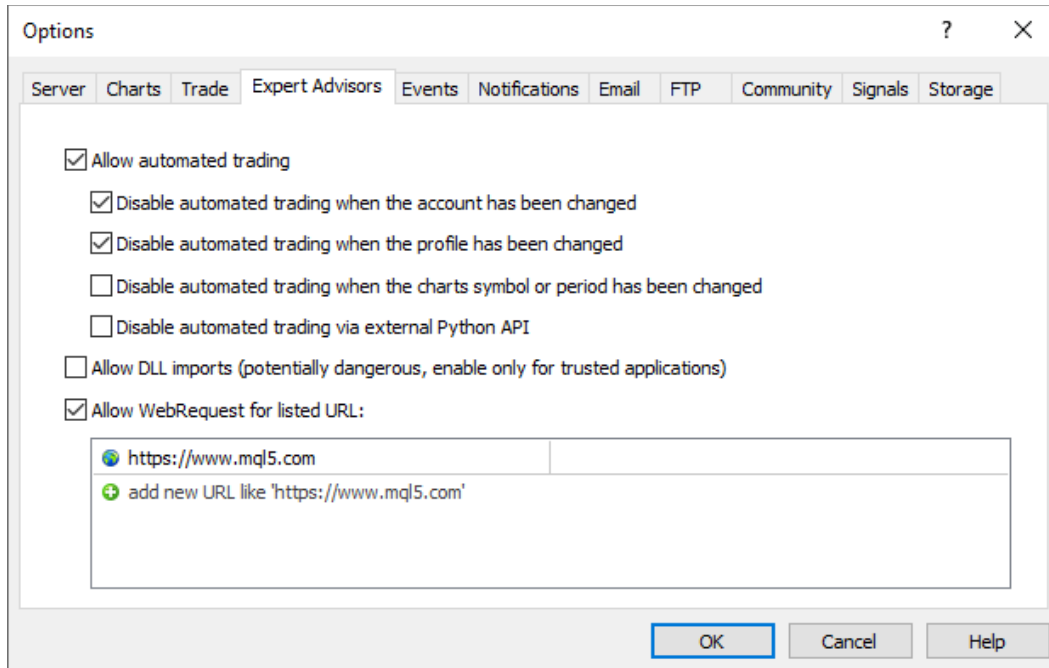 Options
?
Server Charts Trade Expert Advisors Events Notifications Email FTP Community Signals Storage
Allow automated trading
Disable automated trading when the account has been changed
Disable automated trading when the profile has been changed
Disable automated trading when the charts symbol or period has been changed
Disable automated trading via external Python API
Allow DLL imports (potentially dangerous, enable only for trusted applications)
Allow WebRequest for listed URL:
https://www.mql5.com
add new URL like 'https://www.mql5.com'
OK Cancel Help